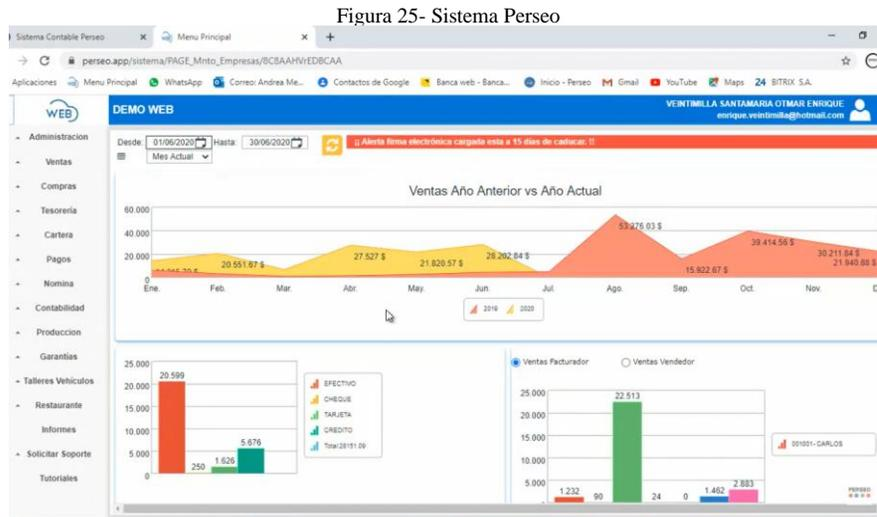 Figura 25- Sistema Perseo
Sistema Contable Perseo
Menu Principal
perseo.app/sistema/PAGE_Mnto_Empresas/8C8AAHVrED8CAA
Aplicaciones Menu Principal WhatsApp Correo: Andrea Me... Contactos de Google Banca web - Banca... Inicio - Perseo Gmail YouTube Maps 24 BITRIX S.A.
WEB
DEMO WEB
VEINTIMILLA SANTAMARIA OTMAR ENRIQUE
enrique.veintimilla@hotmail.com
Administracion
Ventas
Compras
Tesoreria
Cartera
Pagos
Nomina
Contabilidad
Produccion
Garantias
Talleres Vehiculos
Restaurante
Informes
Solicitar Soporte
Tutoriales
Desde: 01/06/2020 Hasta: 30/06/2020
Mes Actual
¡¡ Alerta firma electrónica cargada esta a 15 días de caducar. !!
Ventas Año Anterior vs Año Actual
60.000
40.000
20.000
0
20.551.67 $
27.527 $
21.820.57 $
28.202.84 $
53.276.03 $
15.922.67 $
39.414.56 $
30.211.84 $
21.940.88 $
Ene. Feb. Mar. Abr. May. Jun. Jul. Ago. Sep. Oct. Nov.
2019 2020
25.000
20.000
15.000
10.000
5.000
0
20.599
250
1.626
5.676
EFECTIVO
CHEQUE
TARJETA
CREDITO
Total:28151.09
Ventas Facturador Ventas Vendedor
25.000
20.000
15.000
10.000
5.000
1.232
90
22.513
24
0
1.462
2.883
001001- CARLOS
PERSEO